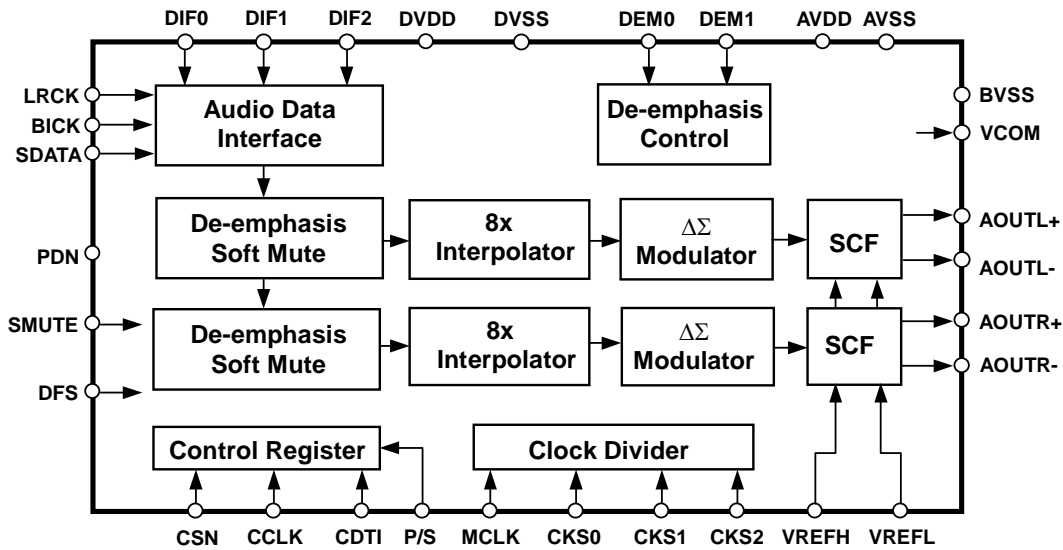 DIF0 DIF1 DIF2 DVDD DVSS DEM0 DEM1 AVDD AVSS
LRCK
BICK
SDATA
Audio Data
Interface
De-emphasis
Control
BVSS
VCOM
PDN
De-emphasis
Soft Mute
8x
Interpolator
ΔΣ
Modulator
SCF
AOUTL+
AOUTL-
SMUTE
DFS
De-emphasis
Soft Mute
8x
Interpolator
ΔΣ
Modulator
SCF
AOUTR+
AOUTR-
Control Register
Clock Divider
CSN CCLK CDTI P/S MCLK CKS0 CKS1 CKS2 VREFH VREFL